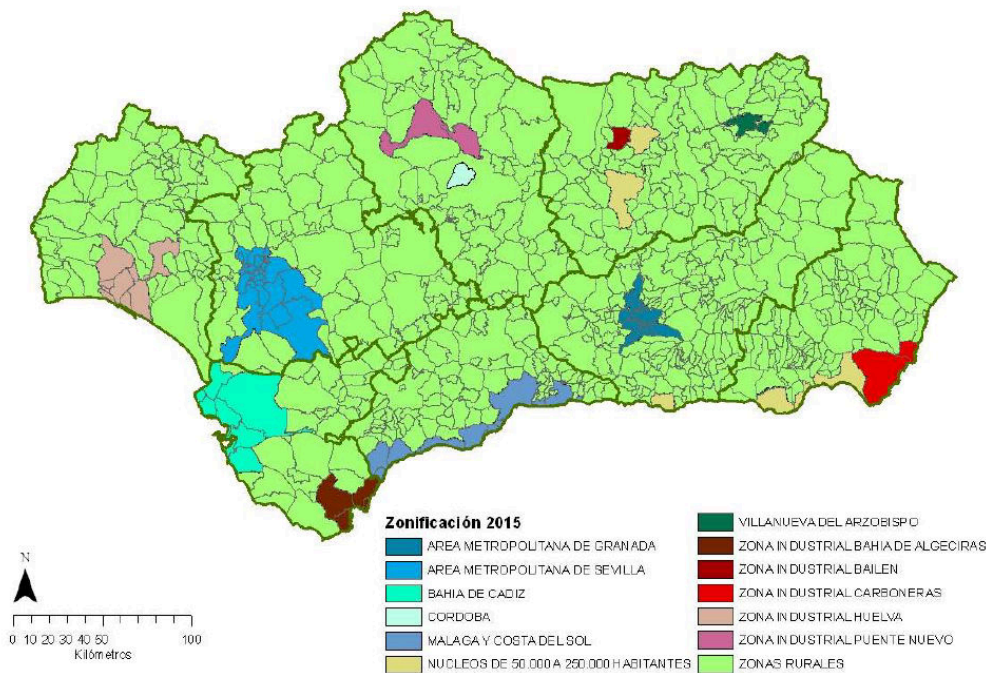 Zonificación 2015
AREA METROPOLITANA DE GRANADA
AREA METROPOLITANA DE SEVILLA
BAHIA DE CADIZ
CORDOBA
MALAGA Y COSTA DEL SOL
NUCLEOS DE 50.000 A 250.000 HABITANTES
VILLANUEVA DEL ARZOBISPO
ZONA INDUSTRIAL BAHIA DE ALGECIRAS
ZONA INDUSTRIAL BAILEN
ZONA INDUSTRIAL CARBONERAS
ZONA INDUSTRIAL HUELVA
ZONA INDUSTRIAL PUENTE NUEVO
ZONAS RURALES
N
0 10 20 30 40 50 100
Kilómetros